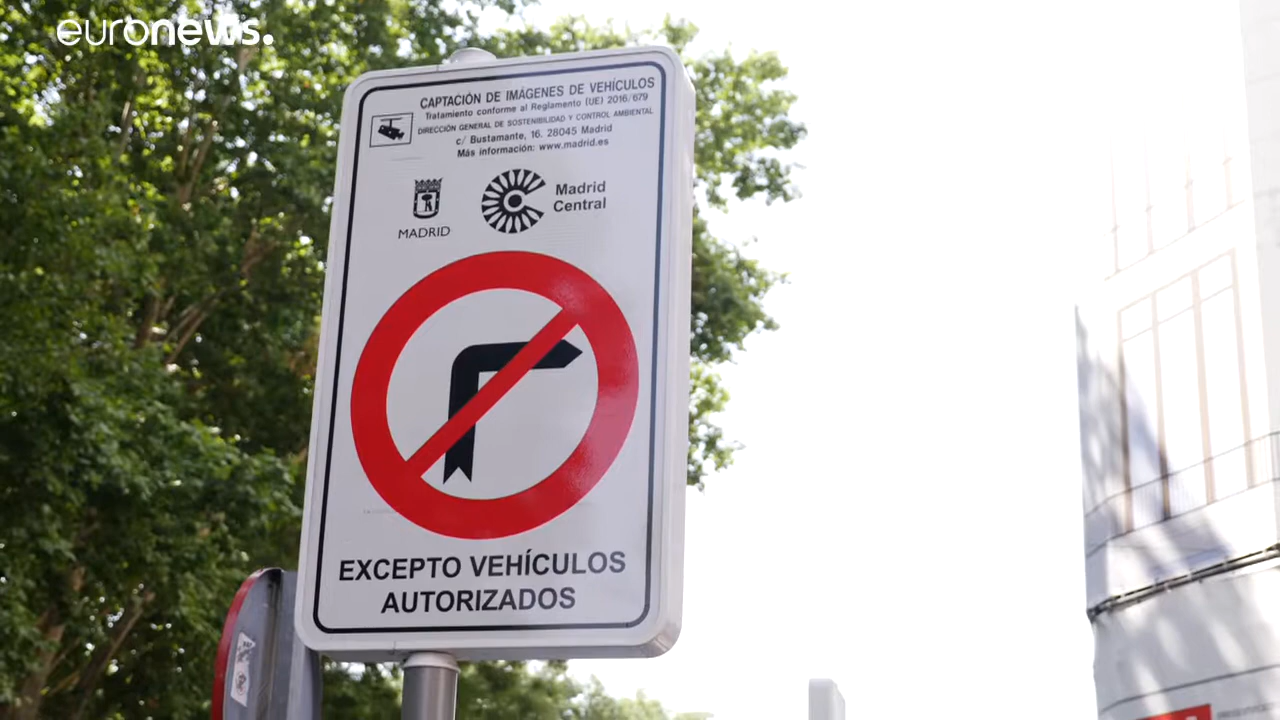 euronews.
CAPTACIÓN DE IMÁGENES DE VEHÍCULOS
Tratamiento conforme al Reglamento (UE) 2016/679
DIRECCIÓN GENERAL DE SOSTENIBILIDAD Y CONTROL AMBIENTAL
c/ Bustamante, 16. 28045 Madrid
Más información: www.madrid.es
MADRID
Madrid
Central
EXCEPTO VEHÍCULOS
AUTORIZADOS